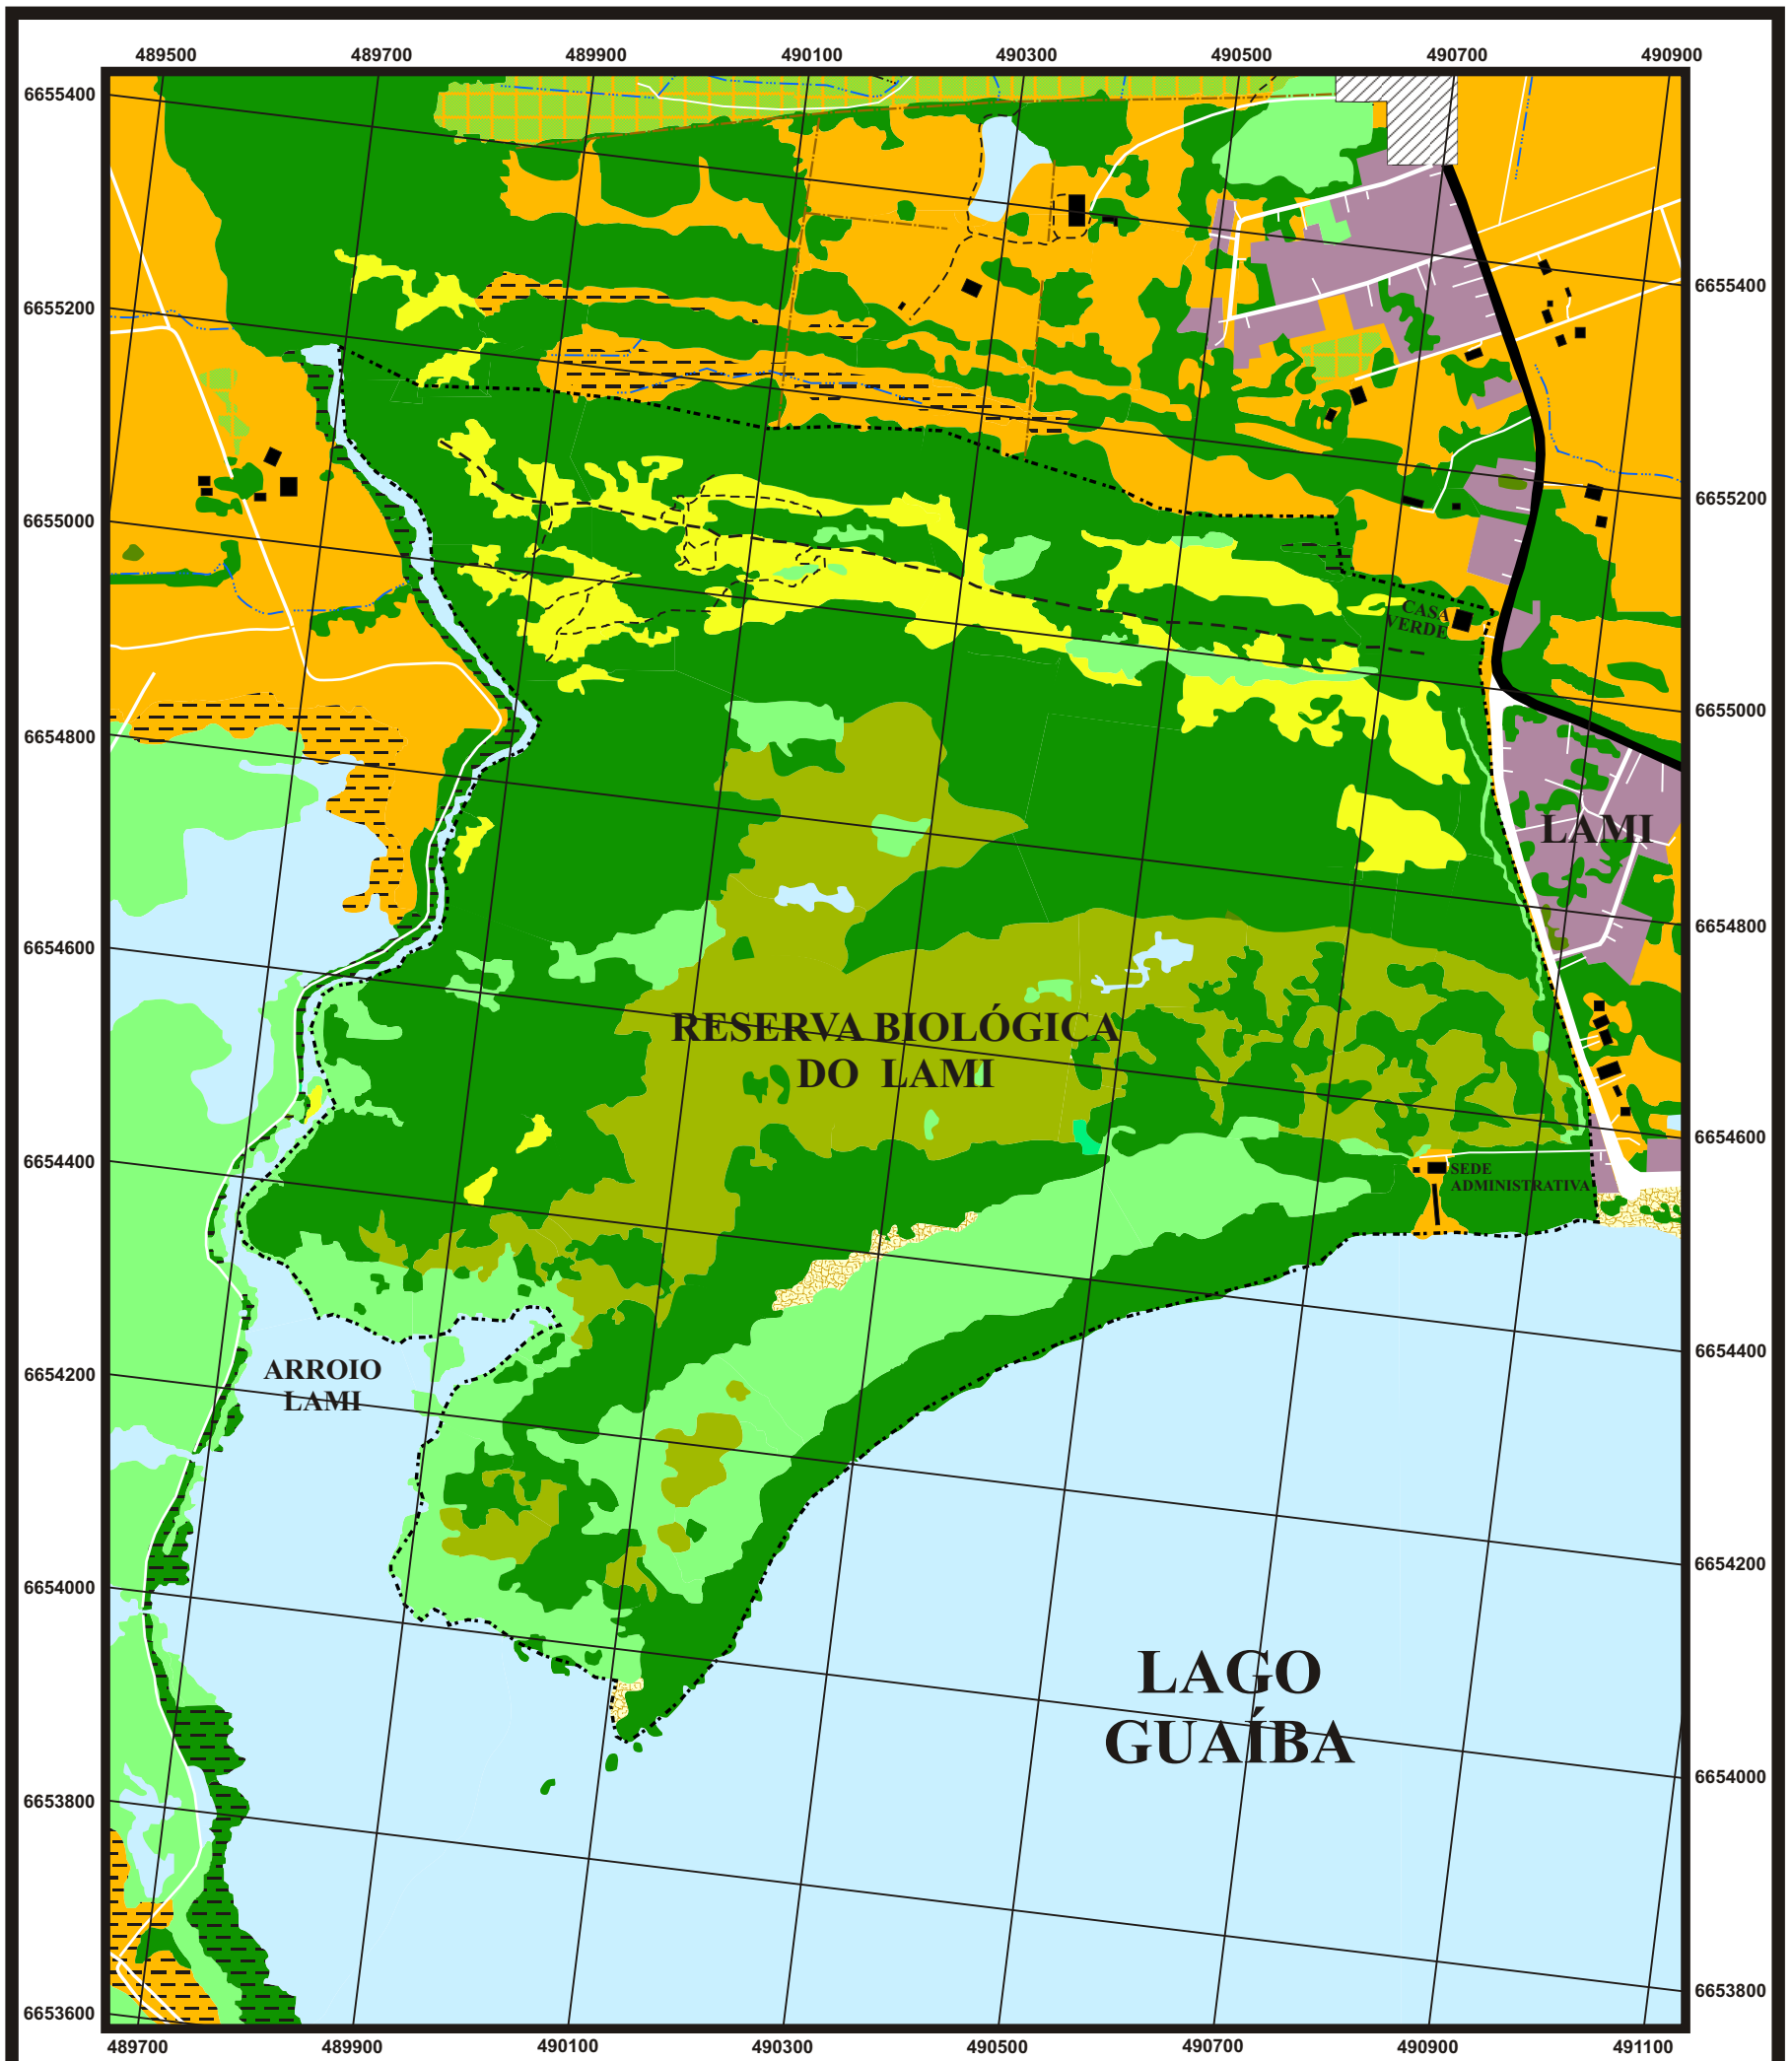 489500 489700 489900 490100 490300 490500 490700 490900
6655400
6655200
6655000
6654800
6654600
6654400
6654200
6654000
6653800
6653600
6655400
6655200
6655000
6654800
6654600
6654400
6654200
6654000
6653800
CASA
VERDE
LAMI
RESERVA BIOLÓGICA
DO LAMI
SEDE
ADMINISTRATIVA
ARROIO
LAMI
LAGO
GUAÍBA
489700 489900 490100 490300 490500 490700 490900 491100